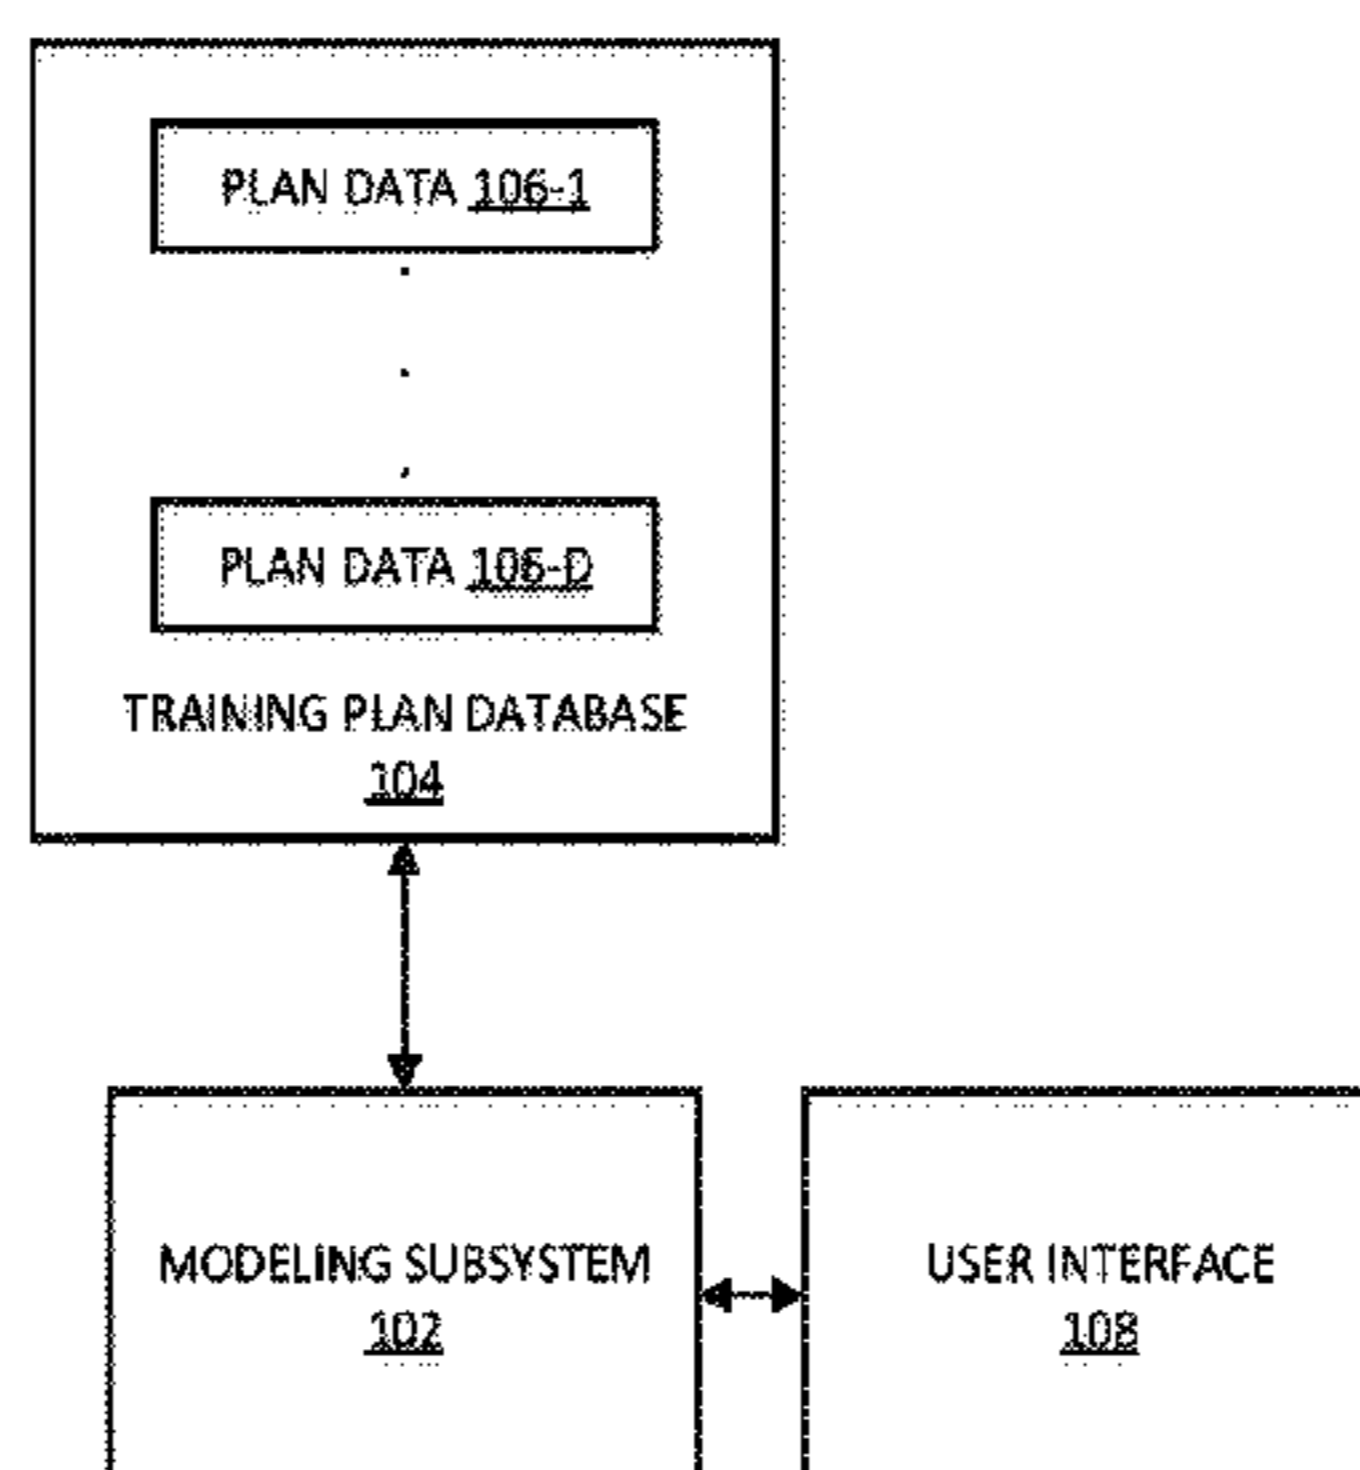 PLAN DATA 106-1
PLAN DATA 106-D
TRAINING PLAN DATABASE
104
MODELING SUBSYSTEM
102
USER INTERFACE
108